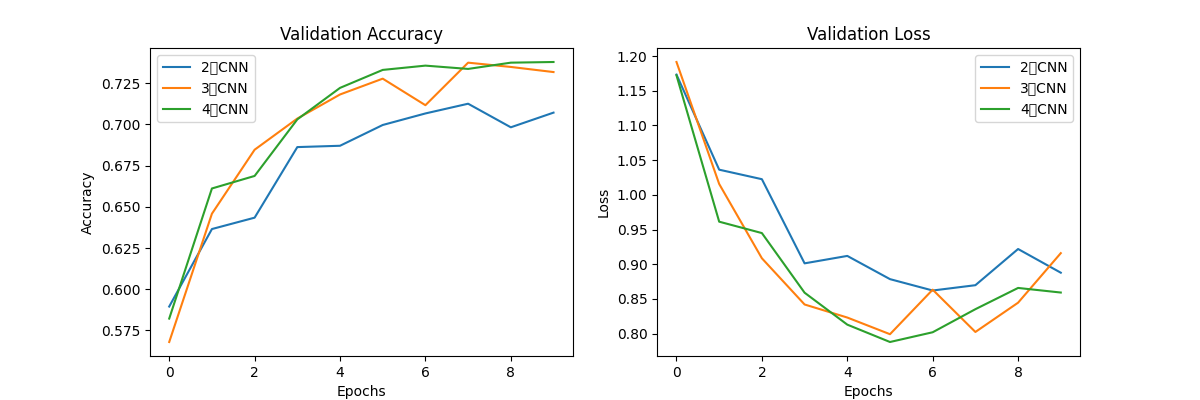 Validation Accuracy
2▯CNN
3▯CNN
4▯CNN
0.725
0.700
0.675
0.650
0.625
0.600
0.575
Accuracy
0 2 4 6 8
Epochs
Validation Loss
2▯CNN
3▯CNN
4▯CNN
1.20
1.15
1.10
1.05
1.00
0.95
0.90
0.85
0.80
Loss
0 2 4 6 8
Epochs